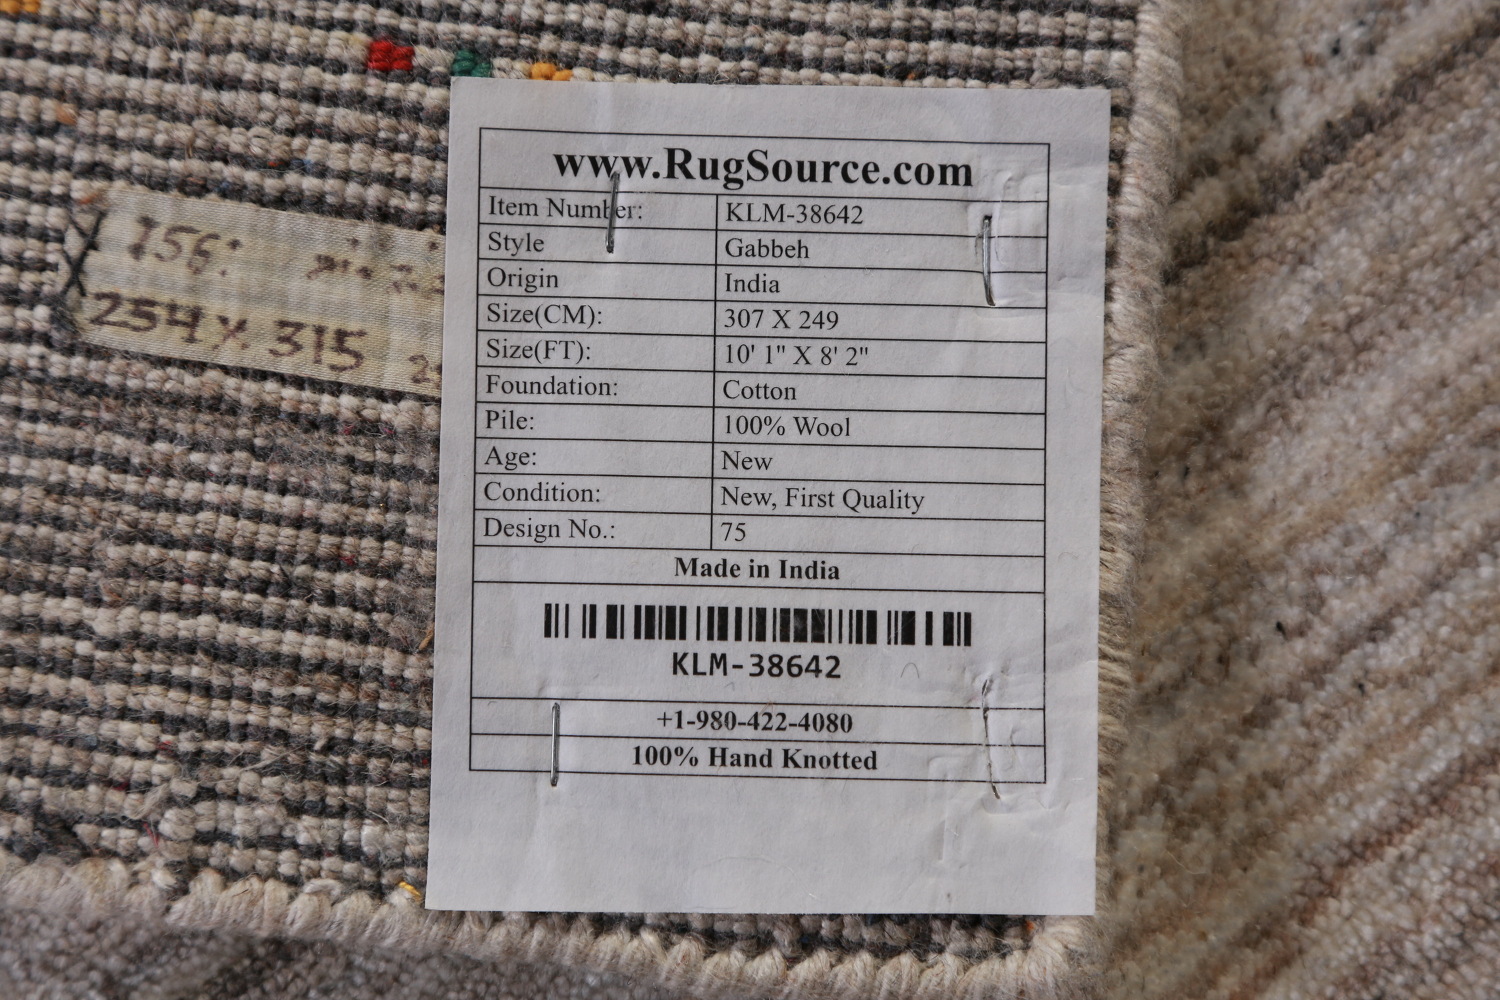 www.RugSource.com
Item Number: KLM-38642
Style Gabbeh
Origin India
Size(CM): 307 X 249
Size(FT): 10' 1" X 8' 2"
Foundation: Cotton
Pile: 100% Wool
Age: New
Condition: New, First Quality
Design No.: 75
Made in India
KLM-38642
+1-980-422-4080
100% Hand Knotted
254 X 315